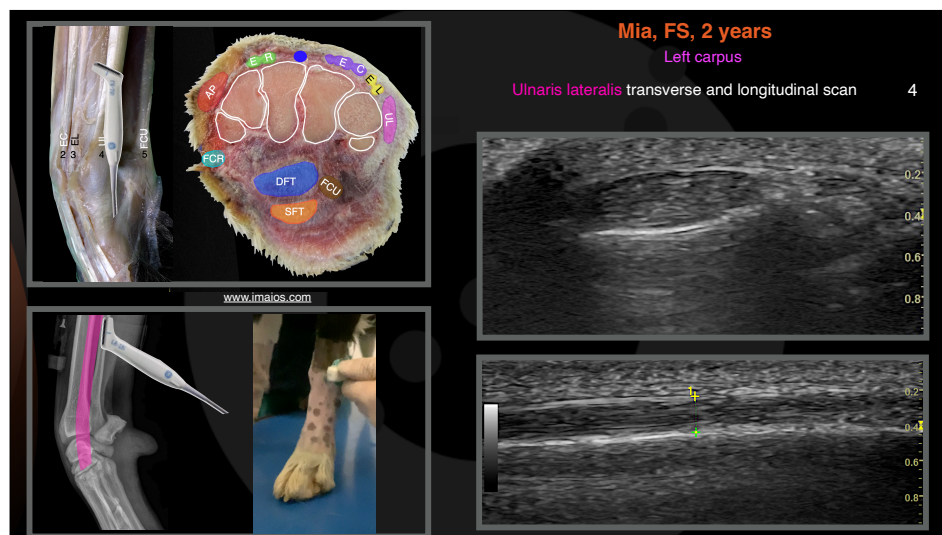 Mia, FS, 2 years
Left carpus
Ulnaris lateralis transverse and longitudinal scan 4
EC
EL
UL
FCU
2 3 4 5
AP
E R
E C
E L
UL
FCR
DFT
FCU
SFT
www.imaios.com
0.2
0.4
0.6
0.8
1
0.2
0.4
0.6
0.8